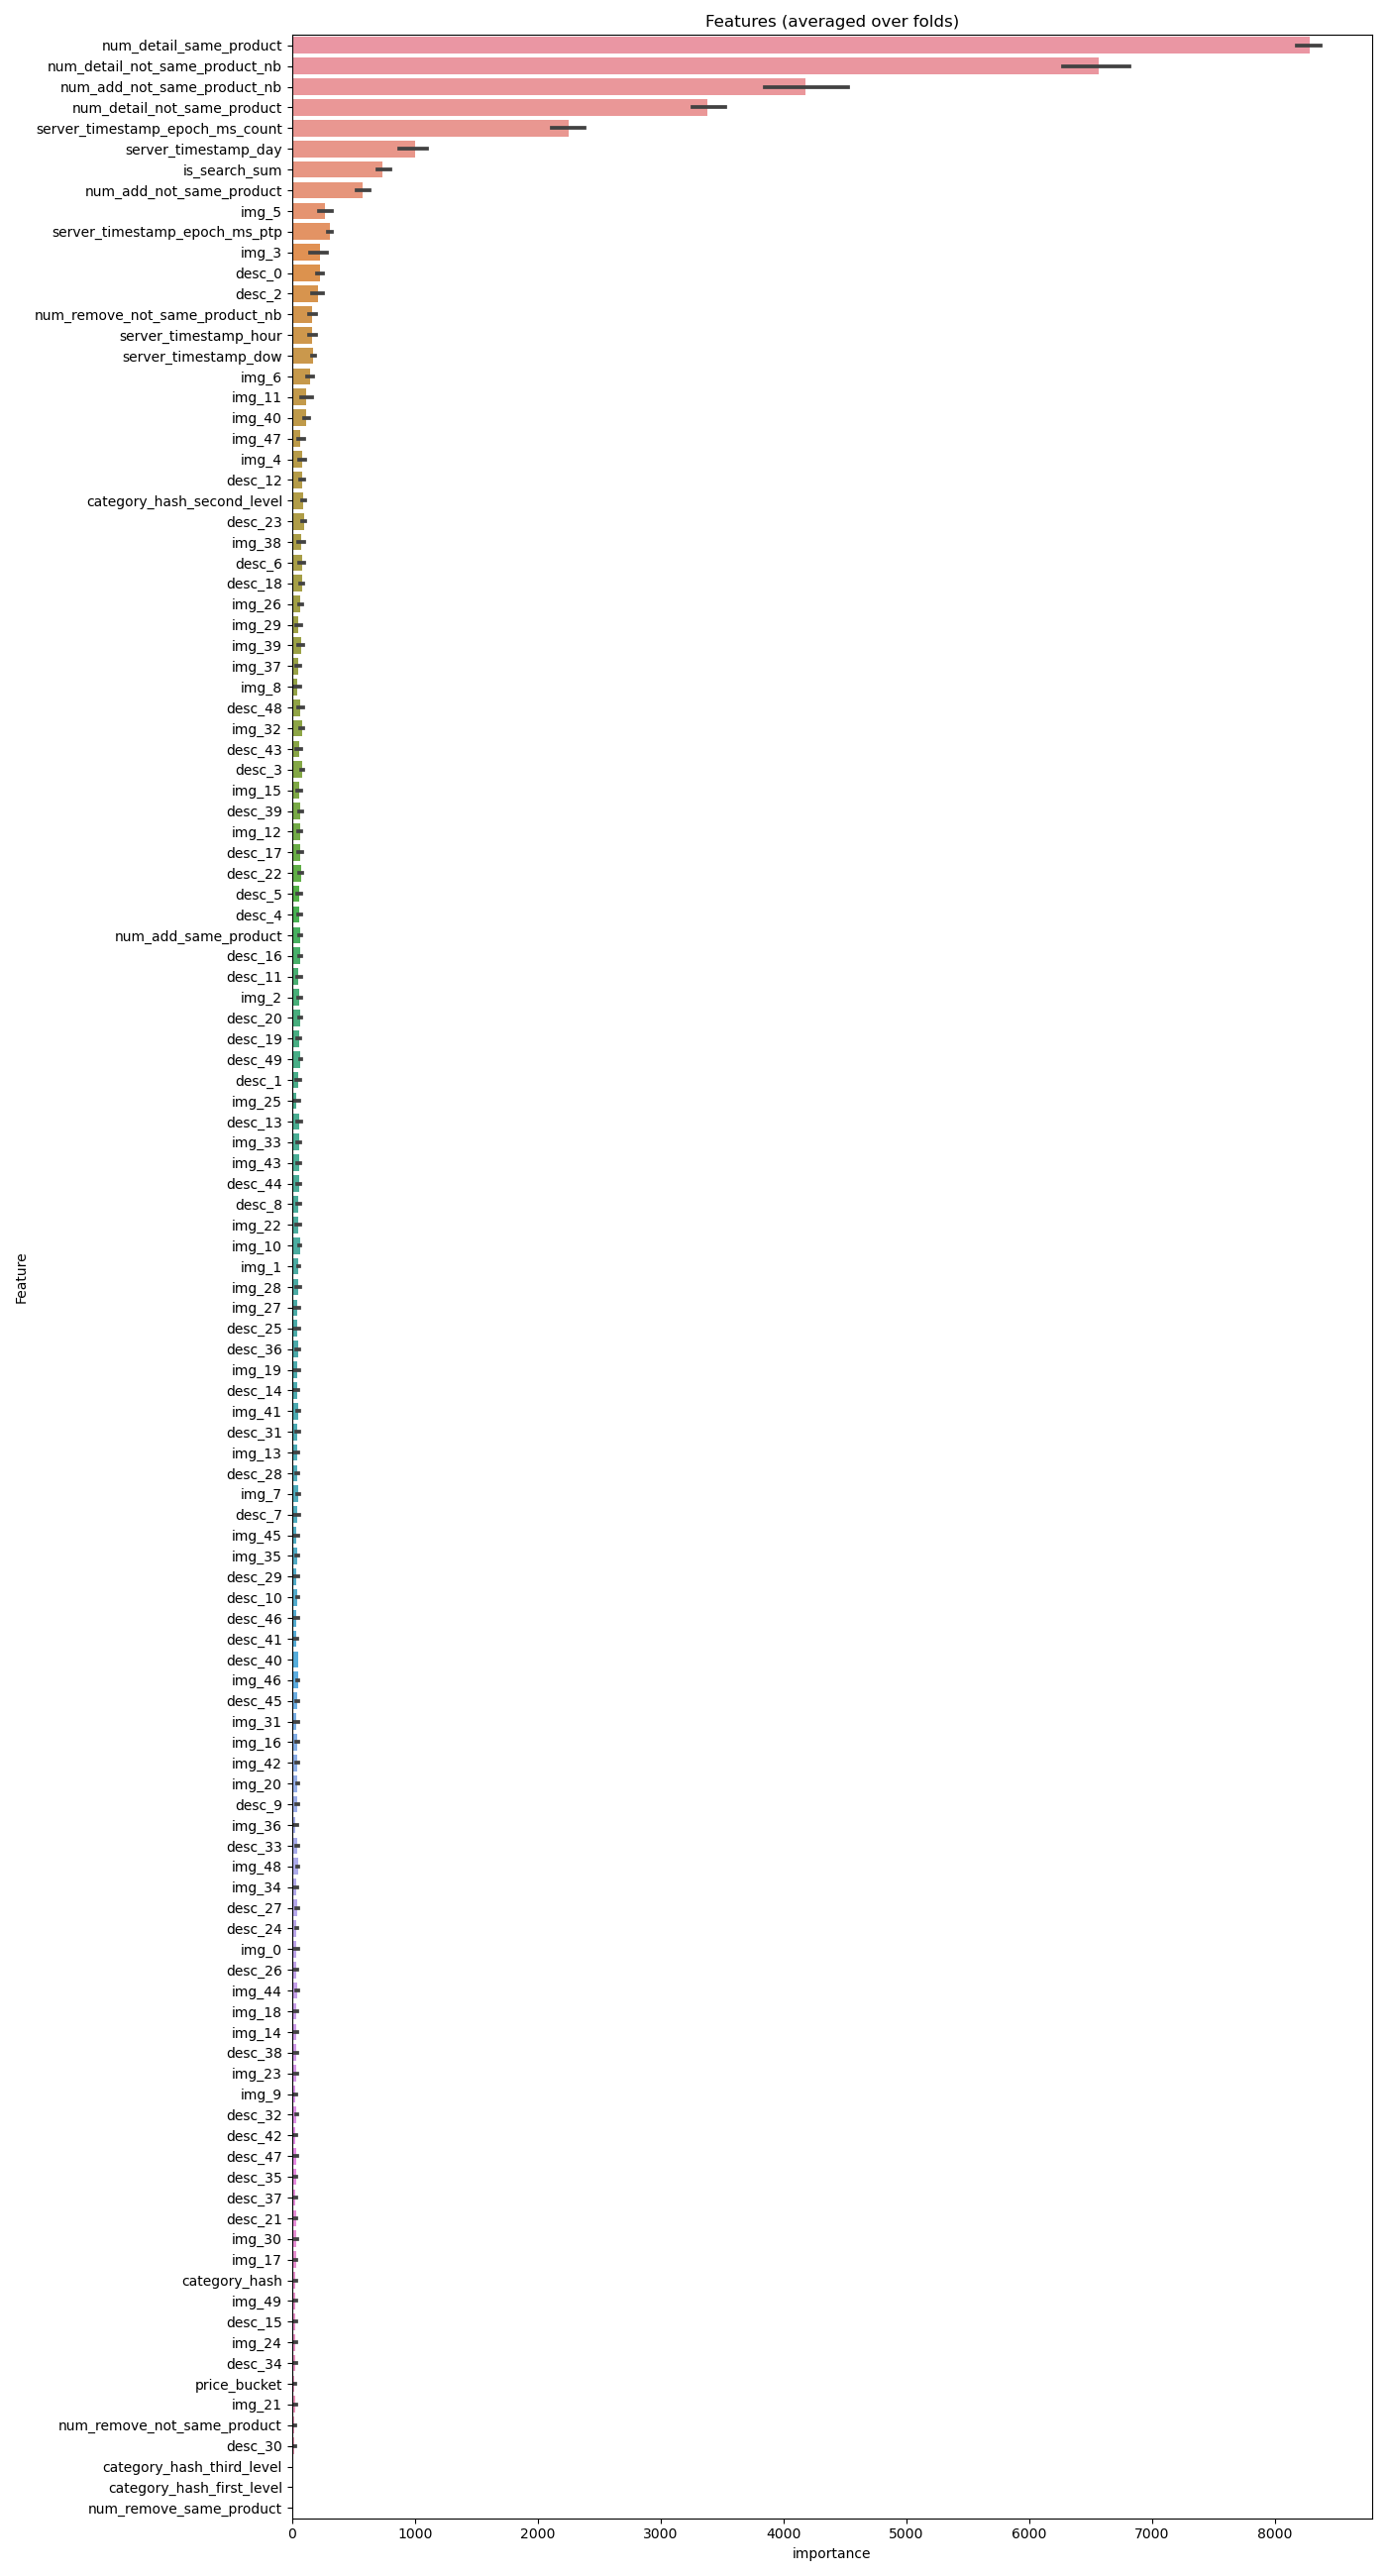 Features (averaged over folds)
num_detail_same_product
num_detail_not_same_product_nb
num_add_not_same_product_nb
num_detail_not_same_product
server_timestamp_epoch_ms_count
server_timestamp_day
is_search_sum
num_add_not_same_product
img_5
server_timestamp_epoch_ms_ptp
img_3
desc_0
desc_2
num_remove_not_same_product_nb
server_timestamp_hour
server_timestamp_dow
img_6
img_11
img_40
img_47
img_4
desc_12
category_hash_second_level
desc_23
img_38
desc_6
desc_18
img_26
img_29
img_39
img_37
img_8
desc_48
img_32
desc_43
desc_3
img_15
desc_39
img_12
desc_17
desc_22
desc_5
desc_4
num_add_same_product
desc_16
desc_11
img_2
desc_20
desc_19
desc_49
desc_1
img_25
desc_13
img_33
img_43
desc_44
desc_8
img_22
img_10
img_1
img_28
img_27
desc_25
desc_36
img_19
desc_14
img_41
desc_31
img_13
desc_28
img_7
desc_7
img_45
img_35
desc_29
desc_10
desc_46
desc_41
desc_40
img_46
desc_45
img_31
img_16
img_42
img_20
desc_9
img_36
desc_33
img_48
img_34
desc_27
desc_24
img_0
desc_26
img_44
img_18
img_14
desc_38
img_23
img_9
desc_32
desc_42
desc_47
desc_35
desc_37
desc_21
img_30
img_17
category_hash
img_49
desc_15
img_24
desc_34
price_bucket
img_21
num_remove_not_same_product
desc_30
category_hash_third_level
category_hash_first_level
num_remove_same_product
Feature
0 1000 2000 3000 4000 5000 6000 7000 8000
importance